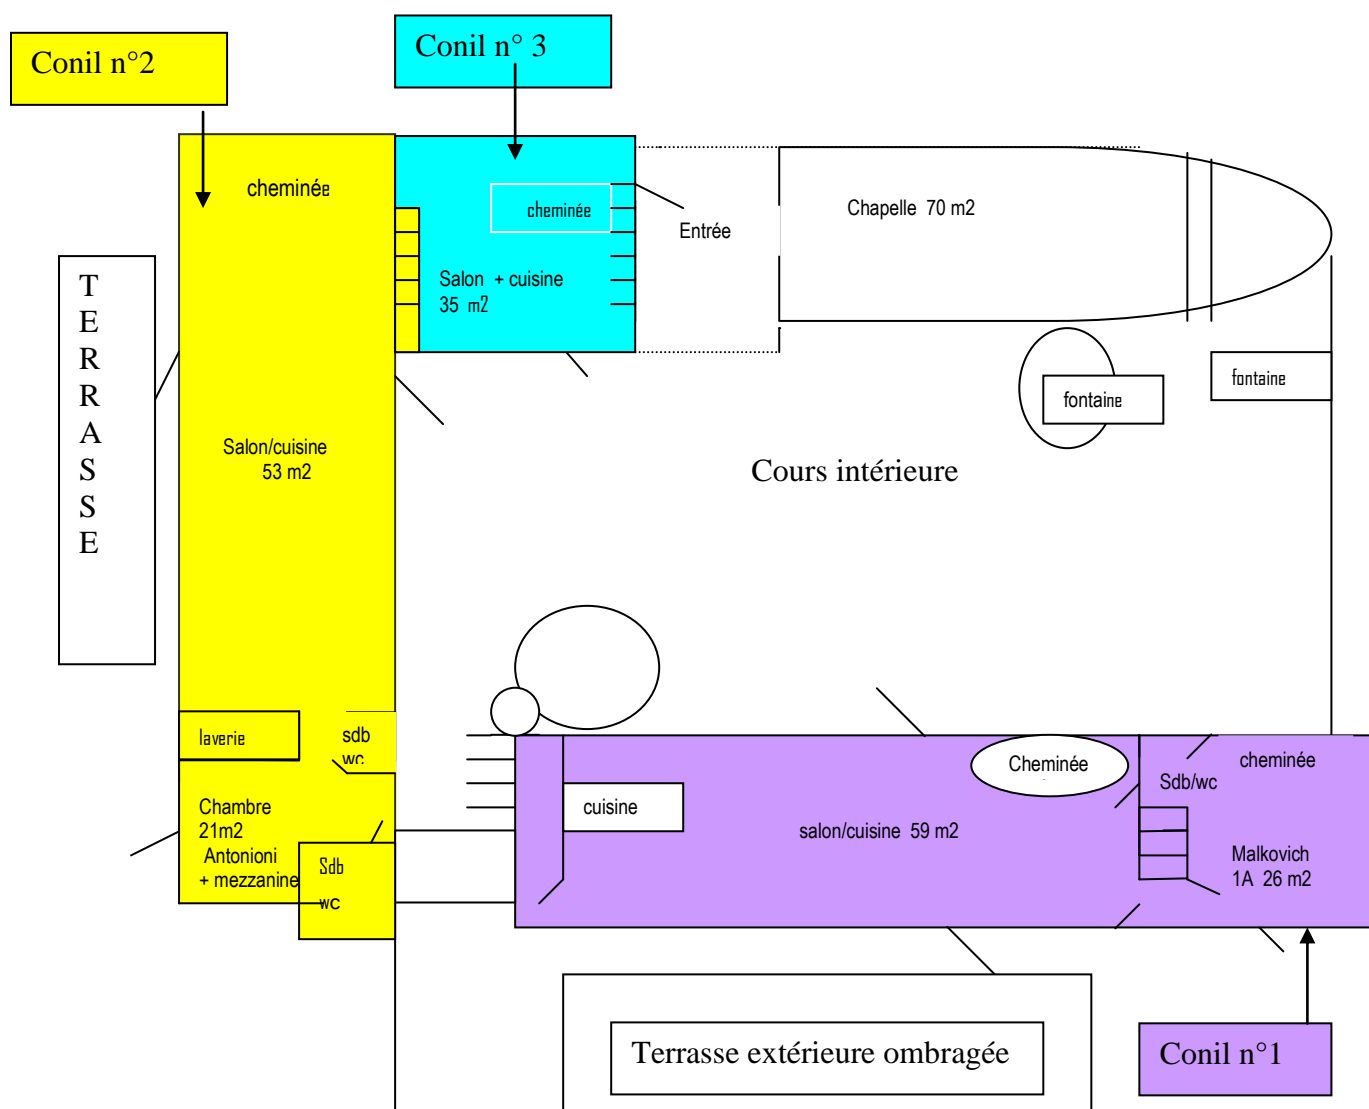 Conil n°2
Conil n° 3
cheminée
cheminée
Entrée
Chapelle 70 m2
Salon + cuisine
35 m2
T
E
R
R
A
S
S
E
fontaine
fontaine
Salon/cuisine
53 m2
Cours intérieure
laverie
sdb
wc
Chambre
21m2
Antonioni
+ mezzanine
Sdb
wc
cuisine
Cheminée
salon/cuisine 59 m2
Sdb/wc
cheminée
Malkovich
1A 26 m2
Terrasse extérieure ombragée
Conil n°1